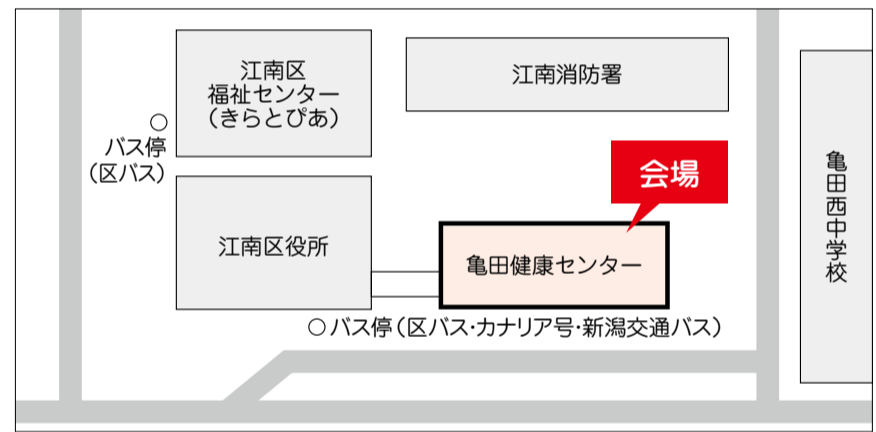 江南区
福祉センター
（きらとぴあ）
江南消防署
バス停
（区バス）
会場
亀田西中学校
江南区役所
亀田健康センター
バス停（区バス・カナリア号・新潟交通バス）